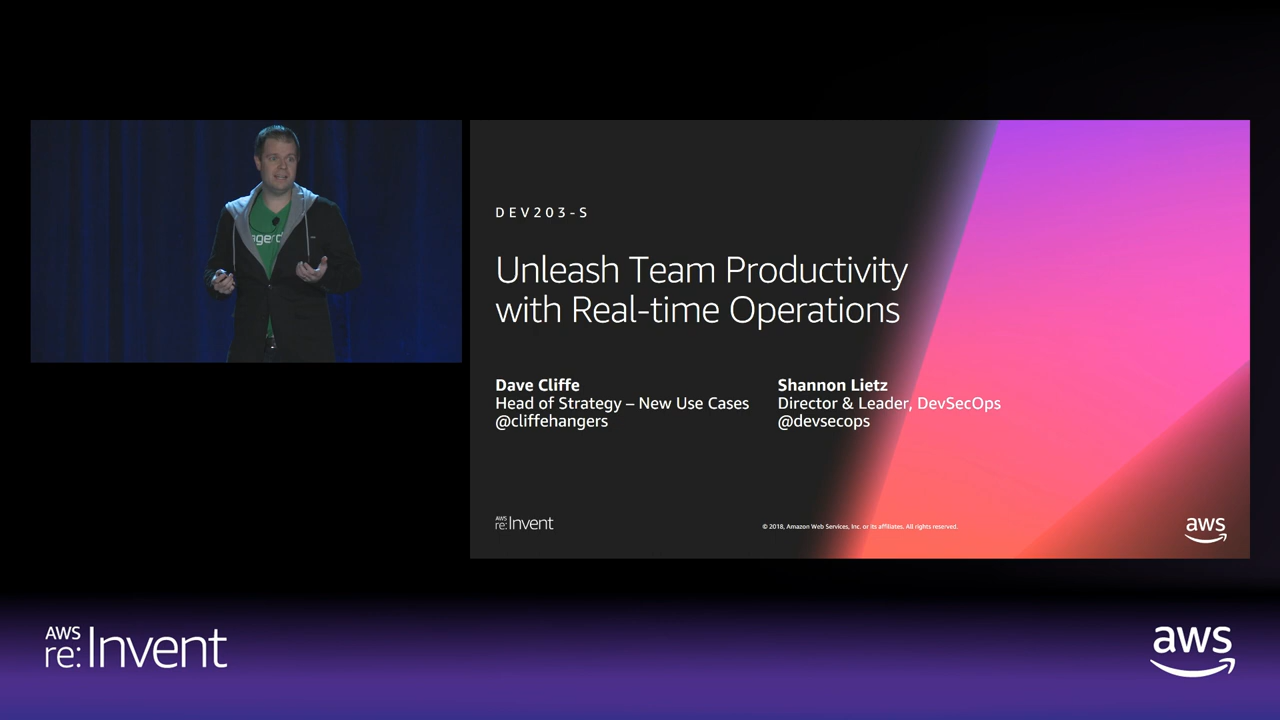 DEV203-S
Unleash Team Productivity
with Real-time Operations
Dave Cliffe
Head of Strategy – New Use Cases
@cliffehangers
Shannon Lietz
Director & Leader, DevSecOps
@devsecops
AWS
re:Invent
© 2018, Amazon Web Services, Inc. or its affiliates. All rights reserved.
aws
AWS
re:Invent
aws